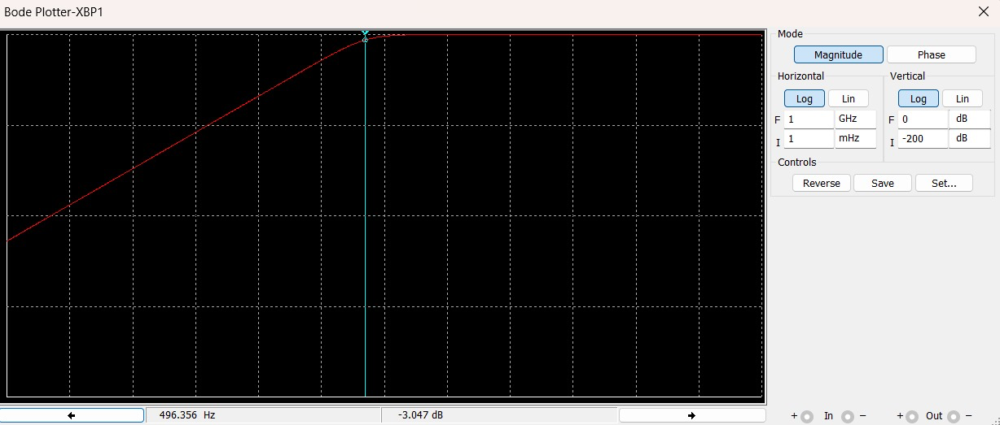 Bode Plotter-XBP1
Mode
Magnitude Phase
Horizontal Vertical
Log Lin Log Lin
F 1 GHz F 0 dB
I 1 mHz I -200 dB
Controls
Reverse Save Set...
496.356 Hz -3.047 dB
+ In − + Out −